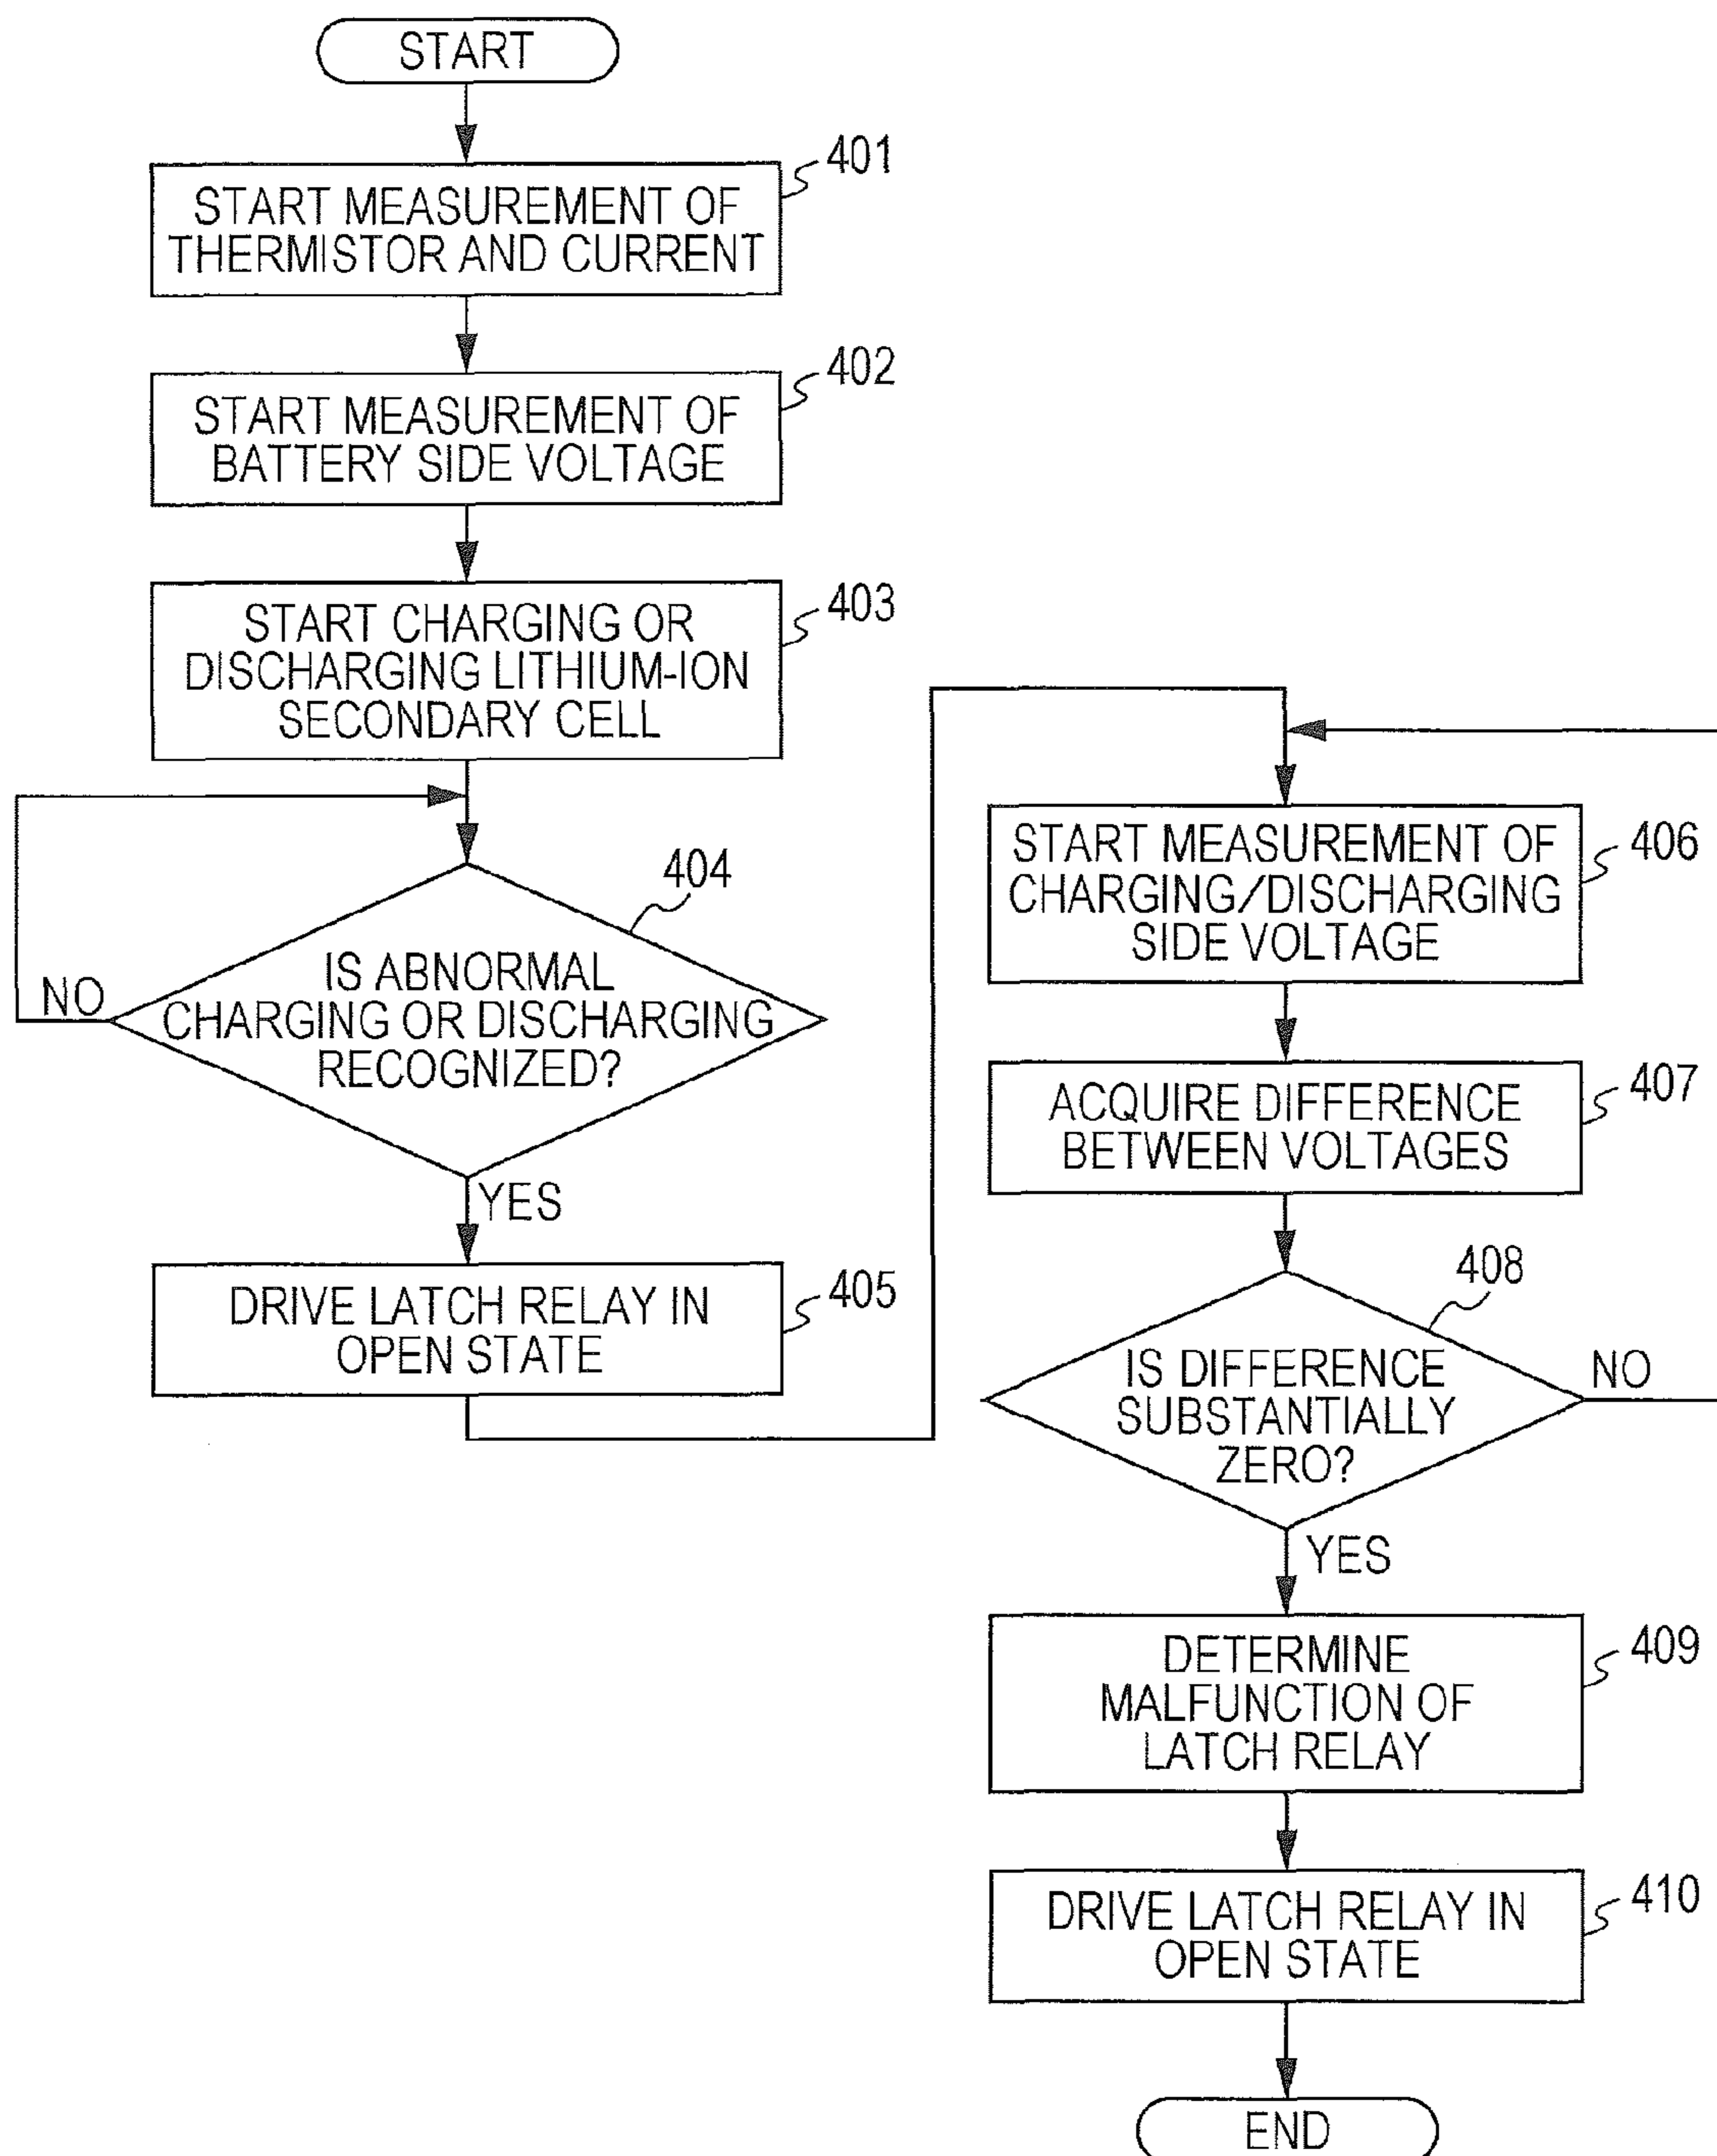 START
401
START MEASUREMENT OF
THERMISTOR AND CURRENT
402
START MEASUREMENT OF
BATTERY SIDE VOLTAGE
403
START CHARGING OR
DISCHARGING LITHIUM-ION
SECONDARY CELL
404
IS ABNORMAL
CHARGING OR DISCHARGING
RECOGNIZED?
NO
YES
405
DRIVE LATCH RELAY IN
OPEN STATE
406
START MEASUREMENT OF
CHARGING/DISCHARGING
SIDE VOLTAGE
407
ACQUIRE DIFFERENCE
BETWEEN VOLTAGES
408
IS DIFFERENCE
SUBSTANTIALLY
ZERO?
NO
YES
409
DETERMINE
MALFUNCTION OF
LATCH RELAY
410
DRIVE LATCH RELAY IN
OPEN STATE
END